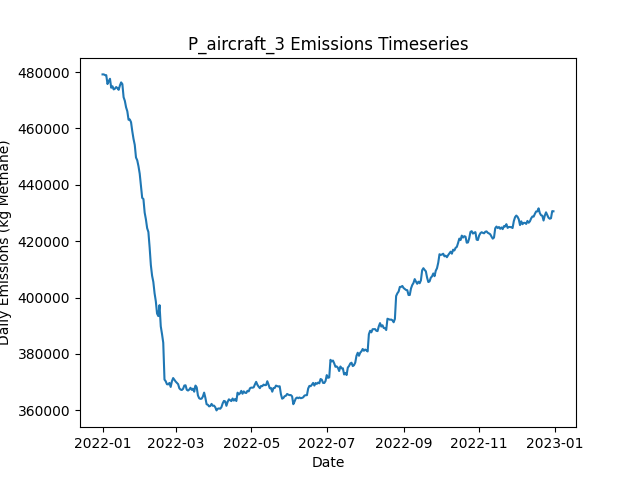 P_aircraft_3 Emissions Timeseries
480000
460000
440000
420000
400000
380000
360000
Daily Emissions (kg Methane)
2022-01 2022-03 2022-05 2022-07 2022-09 2022-11 2023-01
Date